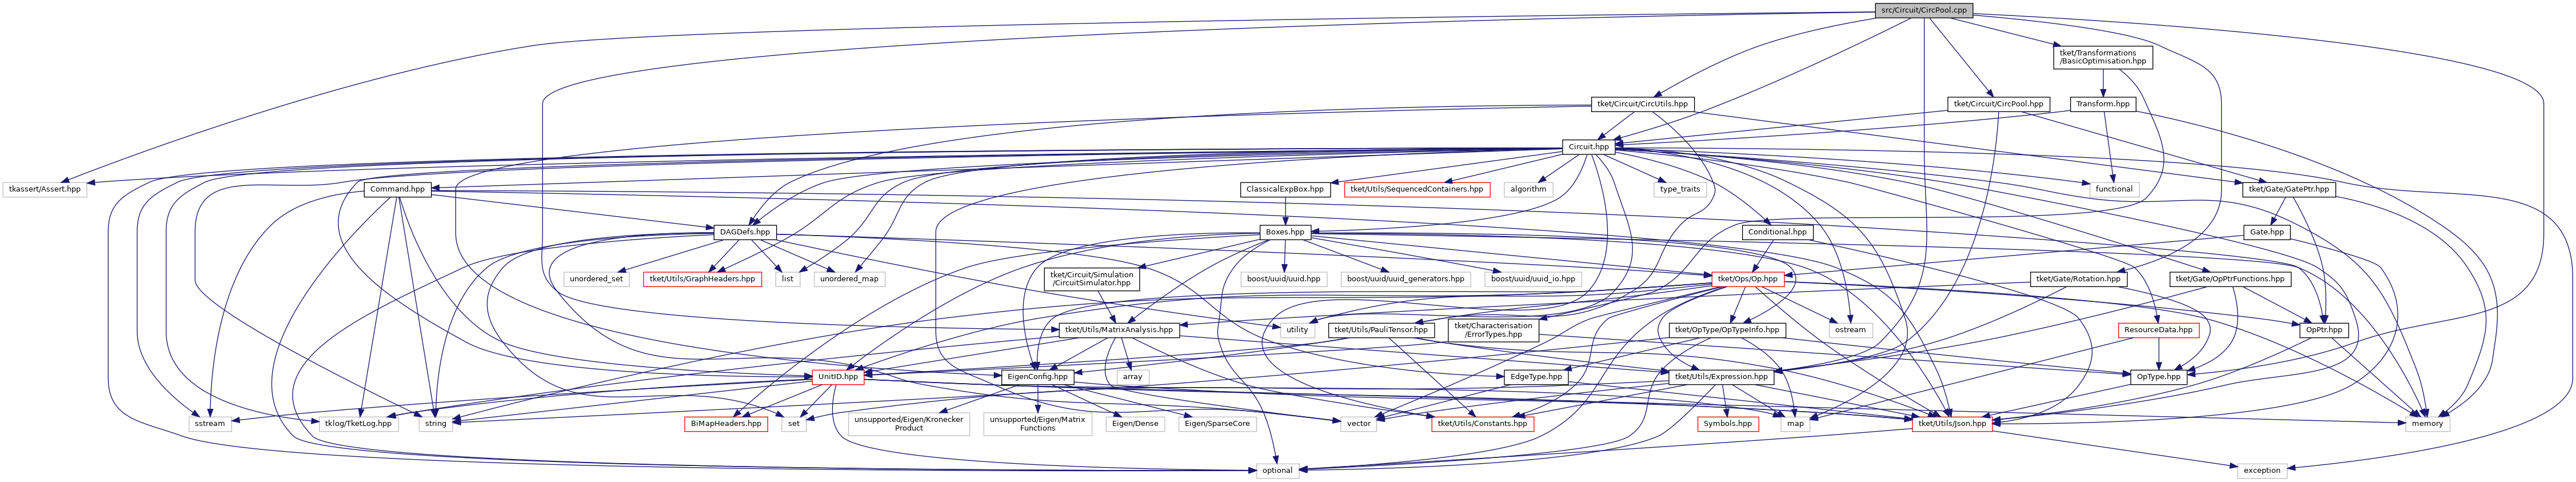 src/Circuit/CircPool.cpp
tket/Transformations
/BasicOptimisation.hpp
tket/Circuit/CircUtils.hpp
tket/Circuit/CircPool.hpp
Transform.hpp
Circuit.hpp
tkassert/Assert.hpp
Command.hpp
ClassicalExpBox.hpp
tket/Utils/SequencedContainers.hpp
algorithm
type_traits
functional
tket/Gate/GatePtr.hpp
DAGDefs.hpp
Boxes.hpp
Conditional.hpp
Gate.hpp
unordered_set
tket/Utils/GraphHeaders.hpp
list
unordered_map
tket/Circuit/Simulation
/CircuitSimulator.hpp
boost/uuid/uuid.hpp
boost/uuid/uuid_generators.hpp
boost/uuid/uuid_io.hpp
tket/Ops/Op.hpp
tket/Gate/Rotation.hpp
tket/Gate/OpPtrFunctions.hpp
tket/Utils/MatrixAnalysis.hpp
utility
tket/Utils/PauliTensor.hpp
tket/Characterisation
/ErrorTypes.hpp
tket/OpType/OpTypeInfo.hpp
ostream
ResourceData.hpp
OpPtr.hpp
UnitID.hpp
EigenConfig.hpp
array
EdgeType.hpp
tket/Utils/Expression.hpp
OpType.hpp
sstream
tklog/TketLog.hpp
string
BiMapHeaders.hpp
set
unsupported/Eigen/Kronecker
Product
unsupported/Eigen/Matrix
Functions
Eigen/Dense
Eigen/SparseCore
vector
tket/Utils/Constants.hpp
Symbols.hpp
map
tket/Utils/Json.hpp
memory
optional
exception